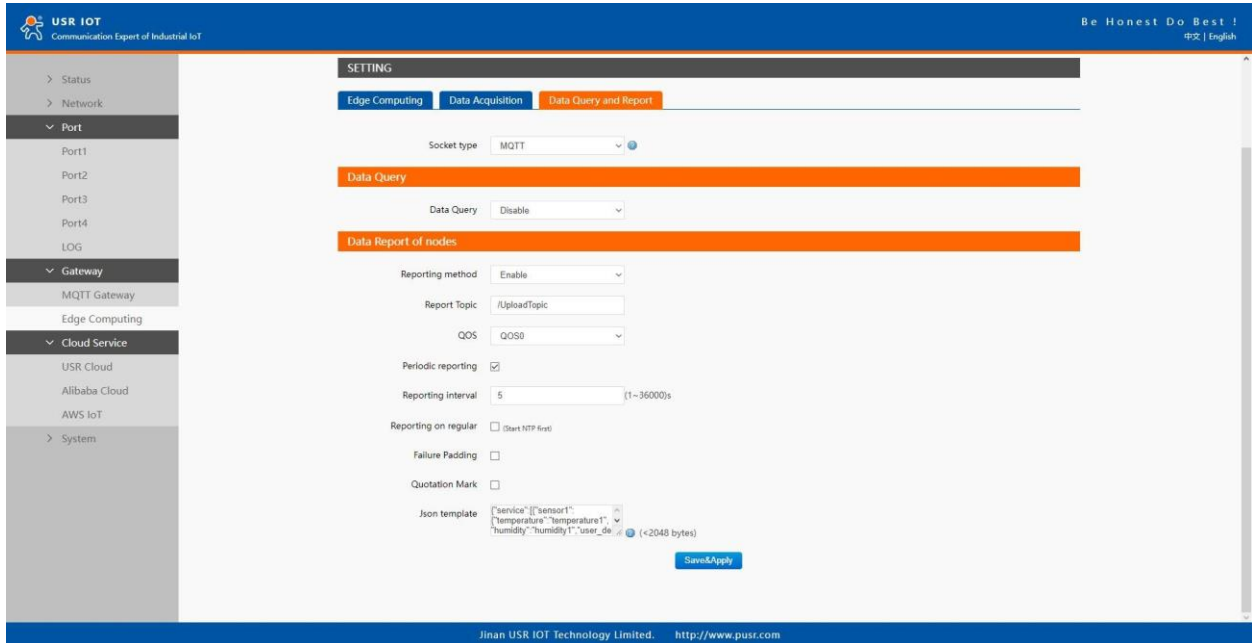 USR IOT
Communication Expert of Industrial IoT
Be Honest Do Best !
中文 | English
Status
Network
Port
Port1
Port2
Port3
Port4
LOG
Gateway
MQTT Gateway
Edge Computing
Cloud Service
USR Cloud
Alibaba Cloud
AWS IoT
System
SETTING
Edge Computing Data Acquisition Data Query and Report
Socket type MQTT
Data Query
Data Query Disable
Data Report of nodes
Reporting method Enable
Report Topic /UploadTopic
QOS QOS0
Periodic reporting
Reporting interval 5 (1~36000)s
Reporting on regular (Start NTP first)
Failure Padding
Quotation Mark
Json template {"service":[{"sensor1":
{"temperature":"temperature1",
"humidity":"humidity1","user_de (<2048 bytes)
Save&Apply
Jinan USR IOT Technology Limited. http://www.pusr.com